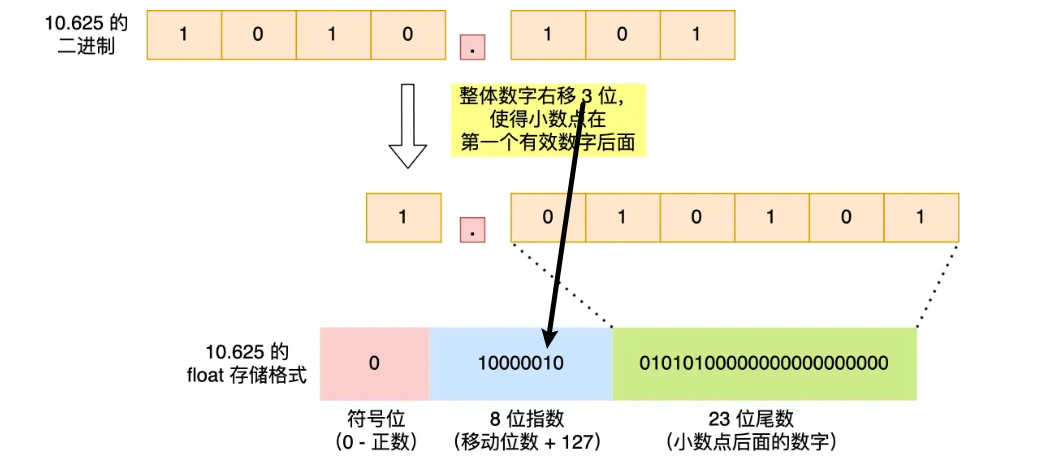 10.625 的
二进制
1 0 1 0 . 1 0 1
整体数字右移 3 位，
使得小数点在
第一个有效数字后面
1 . 0 1 0 1 0 1
10.625 的
float 存储格式
0 10000010 01010100000000000000000
符号位
（0 - 正数）
8 位指数
（移动位数 + 127）
23 位尾数
（小数点后面的数字）